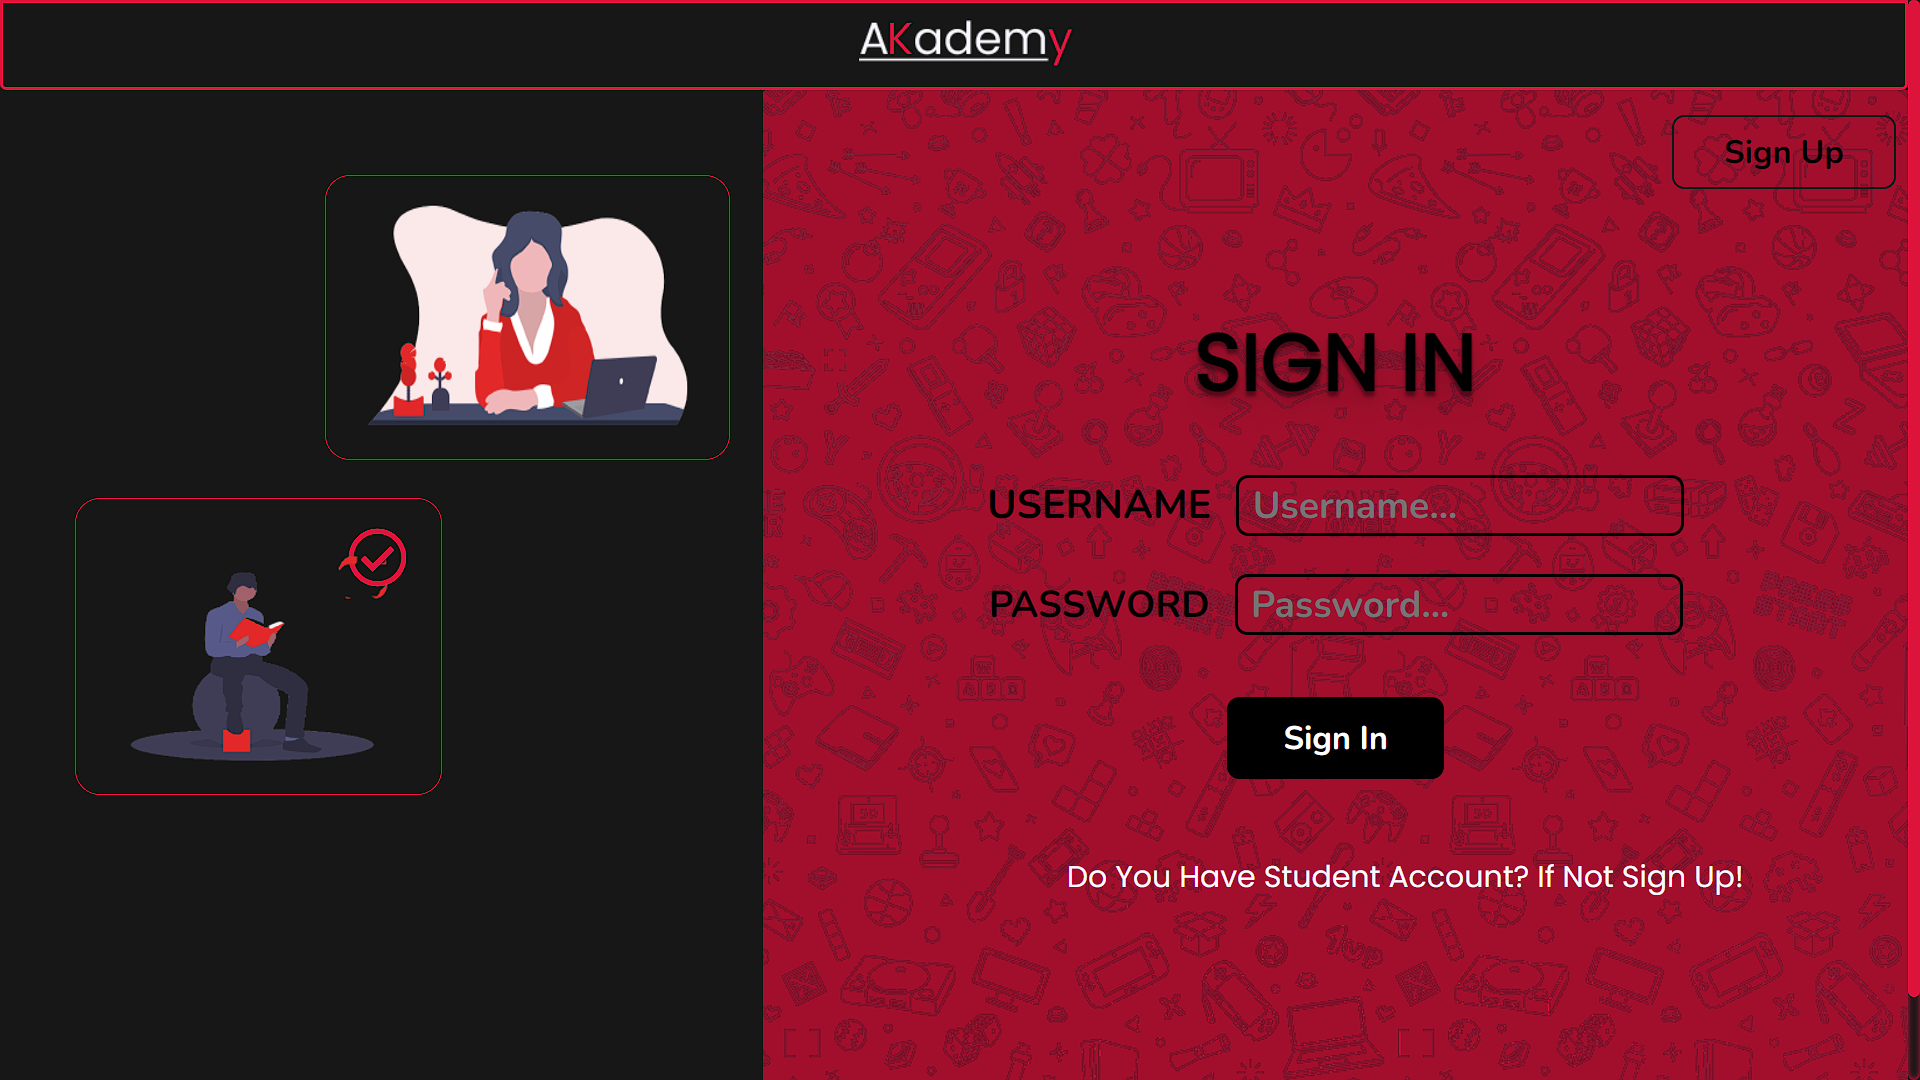 AKademy
Sign Up
SIGN IN
USERNAME Username...
PASSWORD Password...
Sign In
Do You Have Student Account? If Not Sign Up!